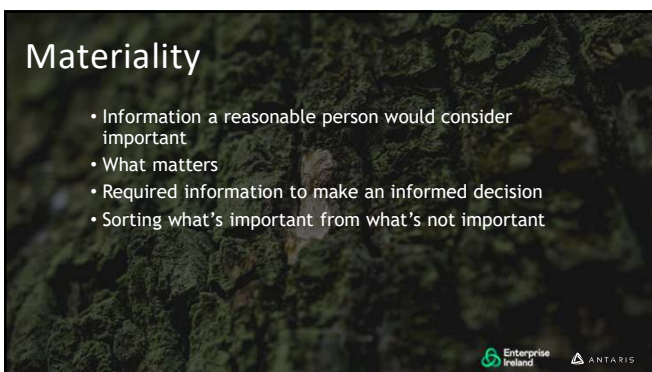 Materiality
• Information a reasonable person would consider
important
• What matters
• Required information to make an informed decision
• Sorting what's important from what's not important
Enterprise
Ireland
ANTARIS